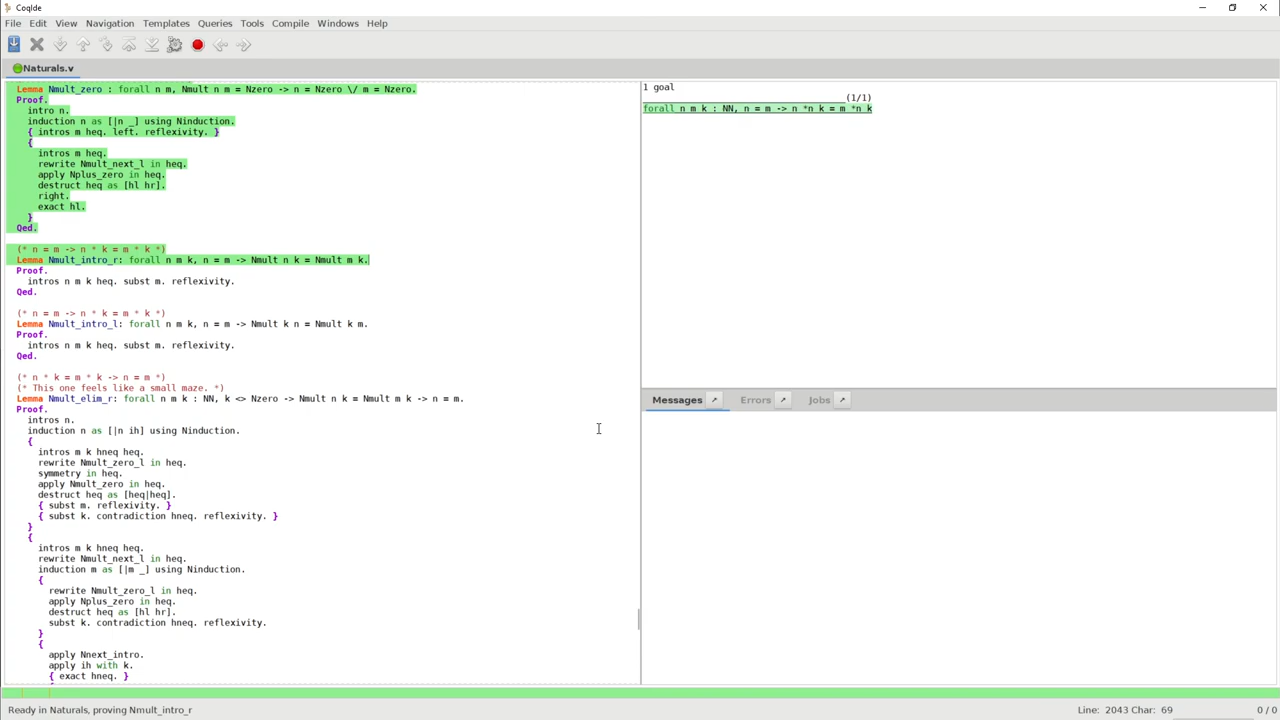 CoqIde
File Edit View Navigation Templates Queries Tools Compile Windows Help
Naturals.v
Lemma Nmult_zero : forall n m, Nmult n m = Nzero -> n = Nzero \/ m = Nzero.
Proof.
intro n.
induction n as [|n _] using Ninduction.
{ intros m heq. left. reflexivity. }
{
intros m heq.
rewrite Nmult_next_l in heq.
apply Nplus_zero in heq.
destruct heq as [hl hr].
right.
exact hl.
}
Qed.
(* n = m -> n * k = m * k *)
Lemma Nmult_intro_r: forall n m k, n = m -> Nmult n k = Nmult m k.
Proof.
intros n m k heq. subst m. reflexivity.
Qed.
(* n = m -> n * k = m * k *)
Lemma Nmult_intro_l: forall n m k, n = m -> Nmult k n = Nmult k m.
Proof.
intros n m k heq. subst m. reflexivity.
Qed.
(* n * k = m * k -> n = m *)
(* This one feels like a small maze. *)
Lemma Nmult_elim_r: forall n m k : NN, k <> Nzero -> Nmult n k = Nmult m k -> n = m.
Proof.
intros n.
induction n as [|n ih] using Ninduction.
{
intros m k hneq heq.
rewrite Nmult_zero_l in heq.
symmetry in heq.
apply Nmult_zero in heq.
destruct heq as [heq|heq].
{ subst m. reflexivity. }
{ subst k. contradiction hneq. reflexivity. }
}
{
intros m k hneq heq.
rewrite Nmult_next_l in heq.
induction m as [|m _] using Ninduction.
{
rewrite Nmult_zero_l in heq.
apply Nplus_zero in heq.
destruct heq as [hl hr].
subst k. contradiction hneq. reflexivity.
}
{
apply Nnext_intro.
apply ih with k.
{ exact hneq. }
1 goal
(1/1)
forall n m k : NN, n = m -> n *n k = m *n k
Messages Errors Jobs
Ready in Naturals, proving Nmult_intro_r
Line: 2043 Char: 69
0 / 0